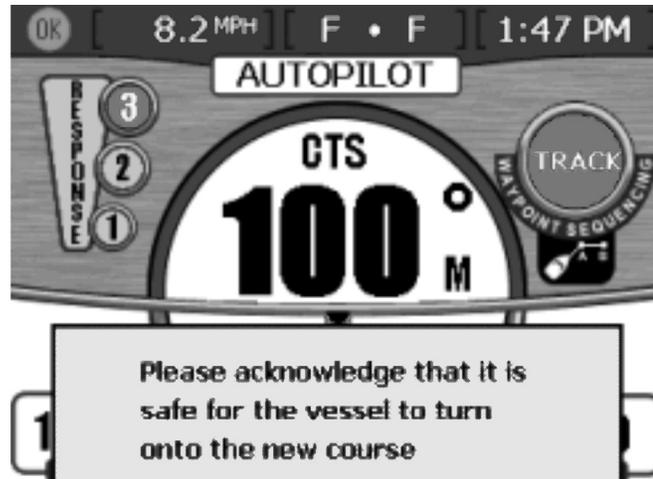 OK 8.2 MPH F • F 1:47 PM
AUTOPILOT
RESPONSE
3
2
1
CTS
100°
M
TRACK
WAYPOINT SEQUENCING
A B
Please acknowledge that it is
safe for the vessel to turn
onto the new course